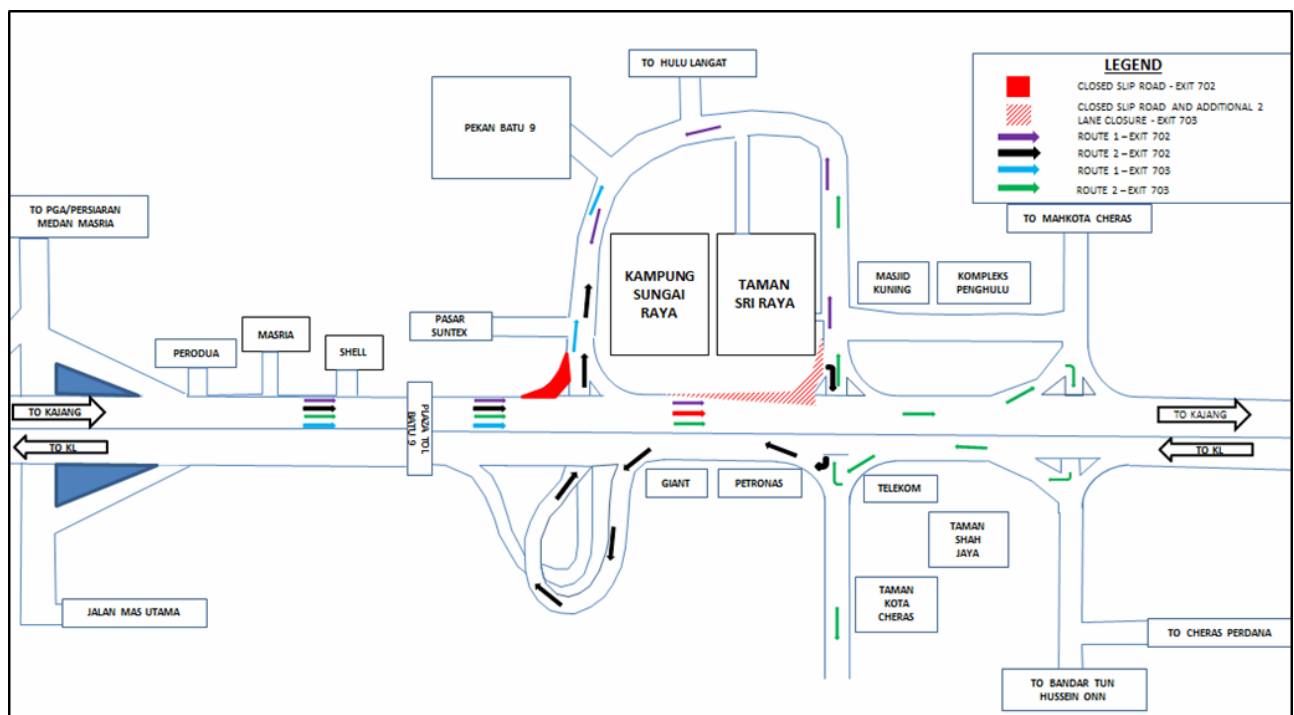 TO HULU LANGAT
LEGEND
CLOSED SLIP ROAD - EXIT 702
CLOSED SLIP ROAD AND ADDITIONAL 2
LANE CLOSURE - EXIT 703
ROUTE 1 – EXIT 702
ROUTE 2 – EXIT 702
ROUTE 1 – EXIT 703
ROUTE 2 – EXIT 703
PEKAN BATU 9
TO PGA/PERSIARAN
MEDAN MASRIA
TO MAHKOTA CHERAS
KAMPUNG
SUNGAI
RAYA
TAMAN
SRI RAYA
MASJID
KUNING
KOMPLEKS
PENGHULU
PASAR
SUNTEX
PERODUA
MASRIA
SHELL
PLAZA TOL
BATU 9
TO KAJANG
TO KAJANG
TO KL
TO KL
GIANT
PETRONAS
TELEKOM
TAMAN
SHAH
JAYA
TAMAN
KOTA
CHERAS
JALAN MAS UTAMA
TO CHERAS PERDANA
TO BANDAR TUN
HUSSEIN ONN